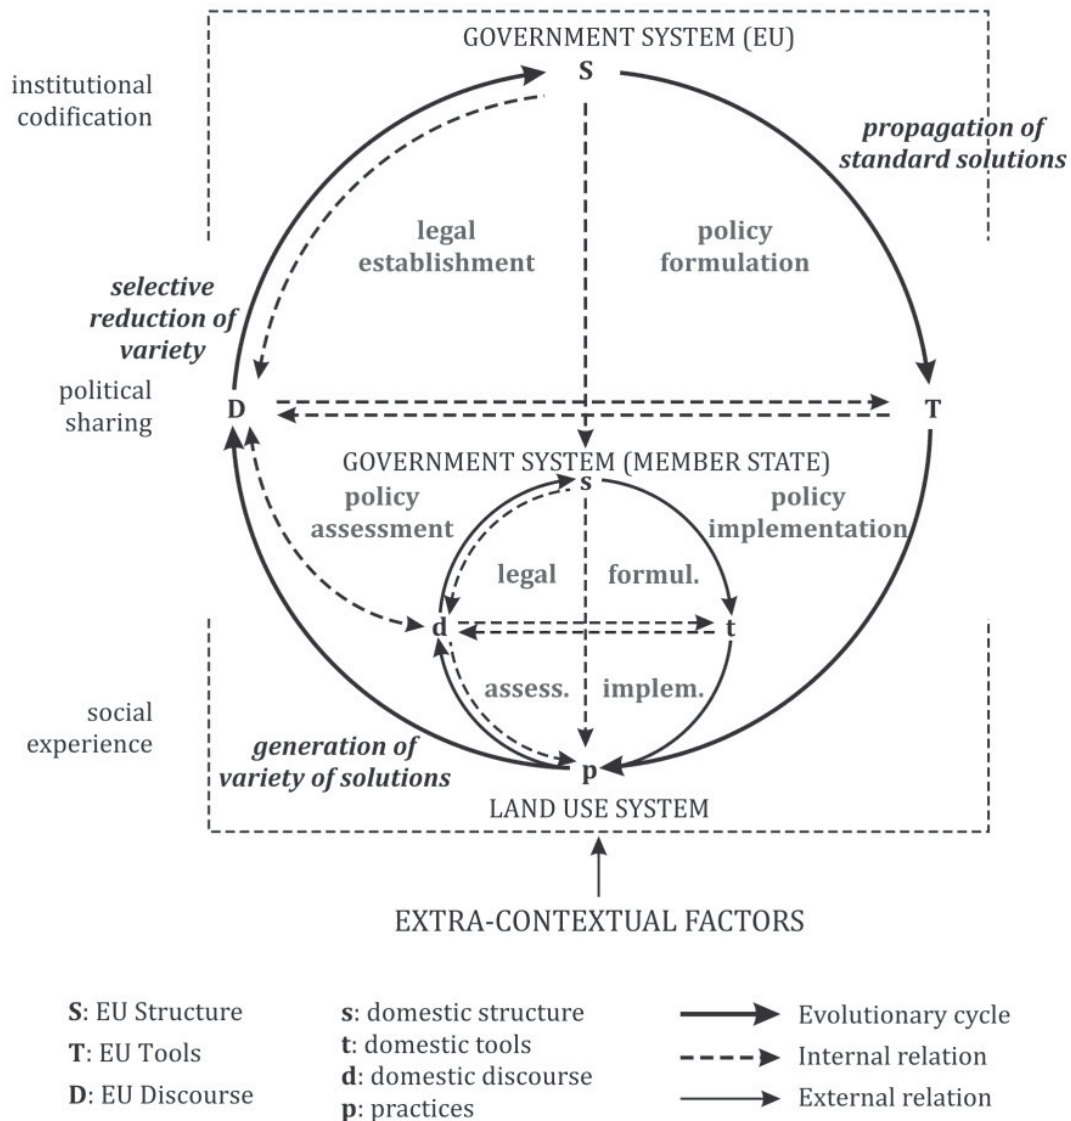 GOVERNMENT SYSTEM (EU)
S
institutional
codification
propagation of
standard solutions
legal
establishment
policy
formulation
selective
reduction of
variety
political
sharing
D
T
GOVERNMENT SYSTEM (MEMBER STATE)
s
policy
assessment
policy
implementation
legal
formul.
d
t
assess.
implem.
social
experience
generation of
variety of solutions
p
LAND USE SYSTEM
EXTRA-CONTEXTUAL FACTORS
S: EU Structure
T: EU Tools
D: EU Discourse
s: domestic structure
t: domestic tools
d: domestic discourse
p: practices
Evolutionary cycle
Internal relation
External relation